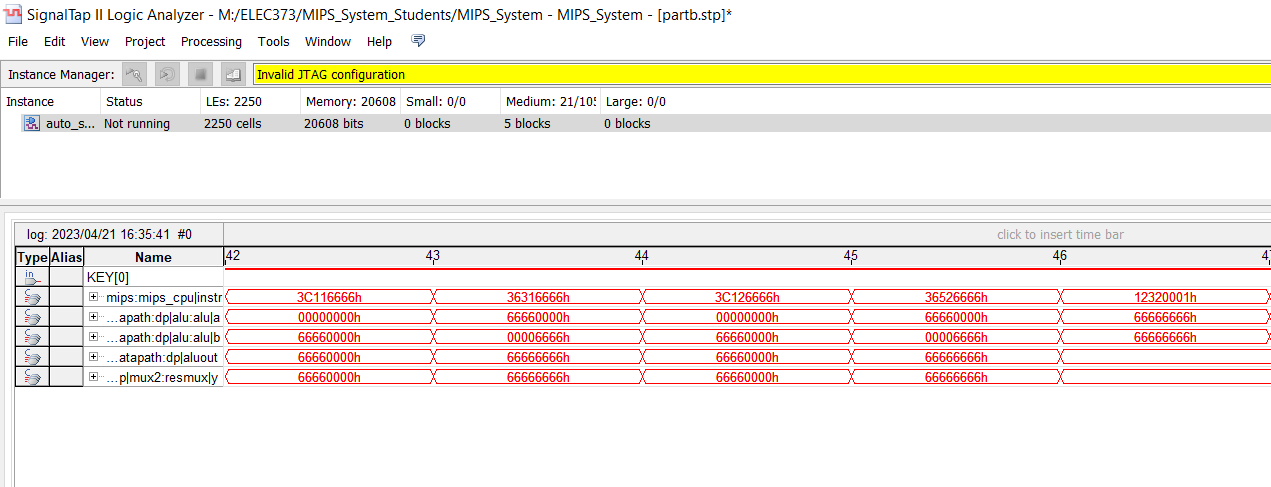 SignalTap II Logic Analyzer - M:/ELEC373/MIPS_System_Students/MIPS_System - MIPS_System - [partb.stp]*
File Edit View Project Processing Tools Window Help
Instance Manager: Invalid JTAG configuration
Instance Status LEs: 2250 Memory: 20608 Small: 0/0 Medium: 21/105 Large: 0/0
auto_s... Not running 2250 cells 20608 bits 0 blocks 5 blocks 0 blocks
log: 2023/04/21 16:35:41 #0 click to insert time bar
Type Alias Name 42 43 44 45 46 47
in KEY[0]
mips:mips_cpu|instr 3C116666h 36316666h 3C126666h 36526666h 12320001h
...apath:dp|alu:alu|a 00000000h 66660000h 00000000h 66660000h 66666666h
...apath:dp|alu:alu|b 66660000h 00006666h 66660000h 00006666h 66666666h
...atapath:dp|aluout 66660000h 66666666h 66660000h 66666666h
...p|mux2:resmux|y 66660000h 66666666h 66660000h 66666666h